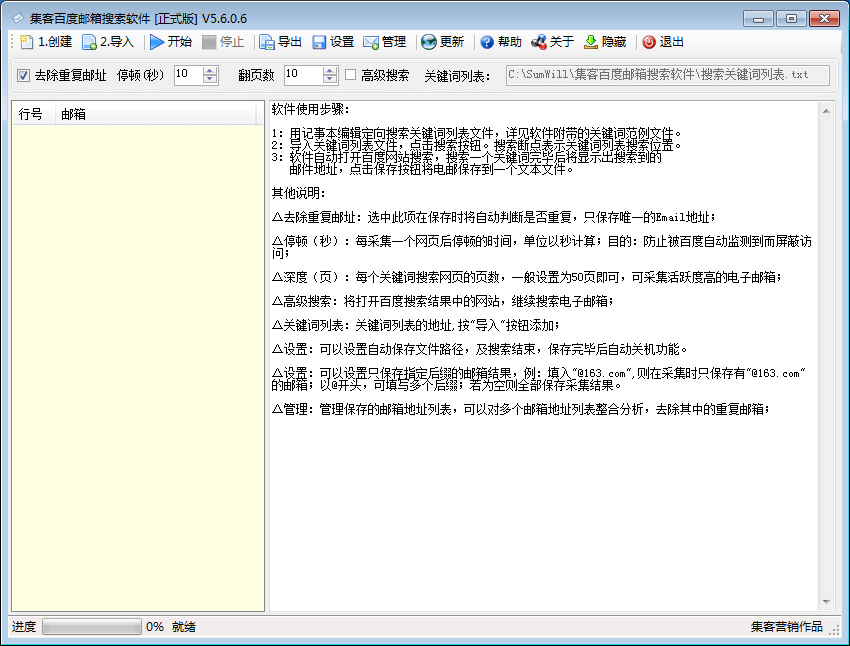 集客百度邮箱搜索软件 [正式版] V5.6.0.6
1.创建 2.导入 开始 停止 导出 设置 管理 更新 帮助 关于 隐藏 退出
去除重复邮址 停顿(秒) 10 翻页数 10 高级搜索 关键词列表: C:\SumWill\集客百度邮箱搜索软件\搜索关键词列表.txt
行号 邮箱
软件使用步骤:
1: 用记事本编辑定向搜索关键词列表文件,详见软件附带的关键词范例文件。
2: 导入关键词列表文件,点击搜索按钮。搜索断点表示关键词列表搜索位置。
3: 软件自动打开百度网站搜索,搜索一个关键词完毕后将显示出搜索到的
邮件地址,点击保存按钮将电邮保存到一个文本文件。
其他说明:
△去除重复邮址: 选中此项在保存时将自动判断是否重复,只保存唯一的Email地址;
△停顿(秒): 每采集一个网页后停顿的时间,单位以秒计算; 目的: 防止被百度自动监测到而屏蔽访
问;
△深度(页): 每个关键词搜索网页的页数,一般设置为50页即可,可采集活跃度高的电子邮箱;
△高级搜索: 将打开百度搜索结果中的网站,继续搜索电子邮箱;
△关键词列表: 关键词列表的地址,按"导入"按钮添加;
△设置: 可以设置自动保存文件路径,及搜索结束,保存完毕后自动关机功能。
△设置: 可以设置只保存指定后缀的邮箱结果,例: 填入"@163.com",则在采集时只保存有"@163.com"
的邮箱; 以@开头,可填写多个后缀; 若为空则全部保存采集结果。
△管理: 管理保存的邮箱地址列表,可以对多个邮箱地址列表整合分析,去除其中的重复邮箱;
进度 0% 就绪 集客营销作品